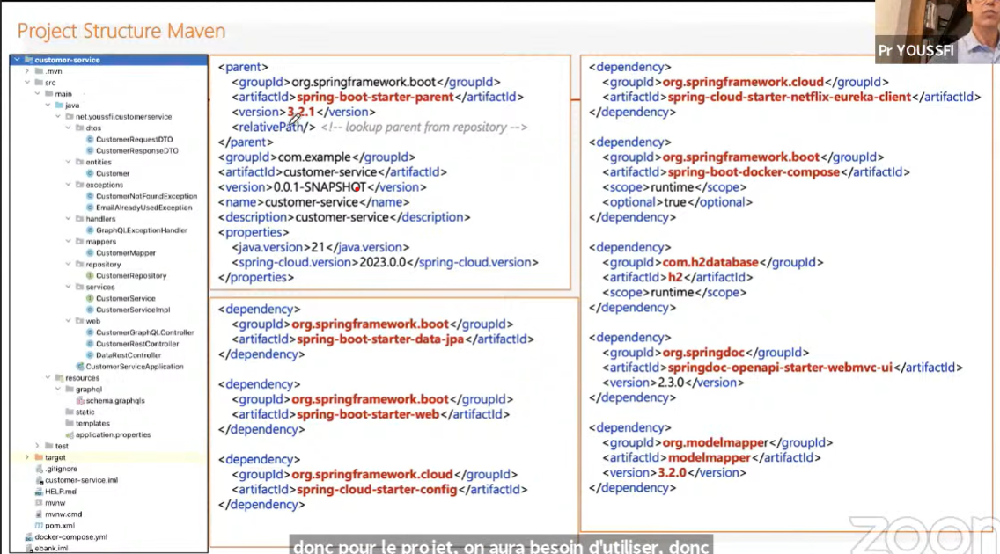 Project Structure Maven
Pr YOUSSFI
customer-service
.mvn
src
main
java
net.youssfi.customerservice
dtos
CustomerRequestDTO
CustomerResponseDTO
entities
Customer
exceptions
CustomerNotFoundException
EmailAlreadyUsedException
handlers
GraphQLExceptionHandler
mappers
CustomerMapper
repository
CustomerRepository
services
CustomerService
CustomerServiceImpl
web
CustomerGraphQLController
CustomerRestController
DataRestController
CustomerServiceApplication
resources
graphql
schema.graphqls
static
templates
application.properties
test
target
.gitignore
customer-service.iml
HELP.md
mvnw
mvnw.cmd
pom.xml
docker-compose.yml
ebank.iml
<parent>
<groupId>org.springframework.boot</groupId>
<artifactId>spring-boot-starter-parent</artifactId>
<version>3.2.1</version>
<relativePath/> <!-- lookup parent from repository -->
</parent>
<groupId>com.example</groupId>
<artifactId>customer-service</artifactId>
<version>0.0.1-SNAPSHOT</version>
<name>customer-service</name>
<description>customer-service</description>
<properties>
<java.version>21</java.version>
<spring-cloud.version>2023.0.0</spring-cloud.version>
</properties>
<dependency>
<groupId>org.springframework.boot</groupId>
<artifactId>spring-boot-starter-data-jpa</artifactId>
</dependency>
<dependency>
<groupId>org.springframework.boot</groupId>
<artifactId>spring-boot-starter-web</artifactId>
</dependency>
<dependency>
<groupId>org.springframework.cloud</groupId>
<artifactId>spring-cloud-starter-config</artifactId>
</dependency>
<dependency>
<groupId>org.springframework.cloud</groupId>
<artifactId>spring-cloud-starter-netflix-eureka-client</artifactId>
</dependency>
<dependency>
<groupId>org.springframework.boot</groupId>
<artifactId>spring-boot-docker-compose</artifactId>
<scope>runtime</scope>
<optional>true</optional>
</dependency>
<dependency>
<groupId>com.h2database</groupId>
<artifactId>h2</artifactId>
<scope>runtime</scope>
</dependency>
<dependency>
<groupId>org.springdoc</groupId>
<artifactId>springdoc-openapi-starter-webmvc-ui</artifactId>
<version>2.3.0</version>
</dependency>
<dependency>
<groupId>org.modelmapper</groupId>
<artifactId>modelmapper</artifactId>
<version>3.2.0</version>
</dependency>
zoom
donc pour le projet, on aura besoin d'utiliser, donc